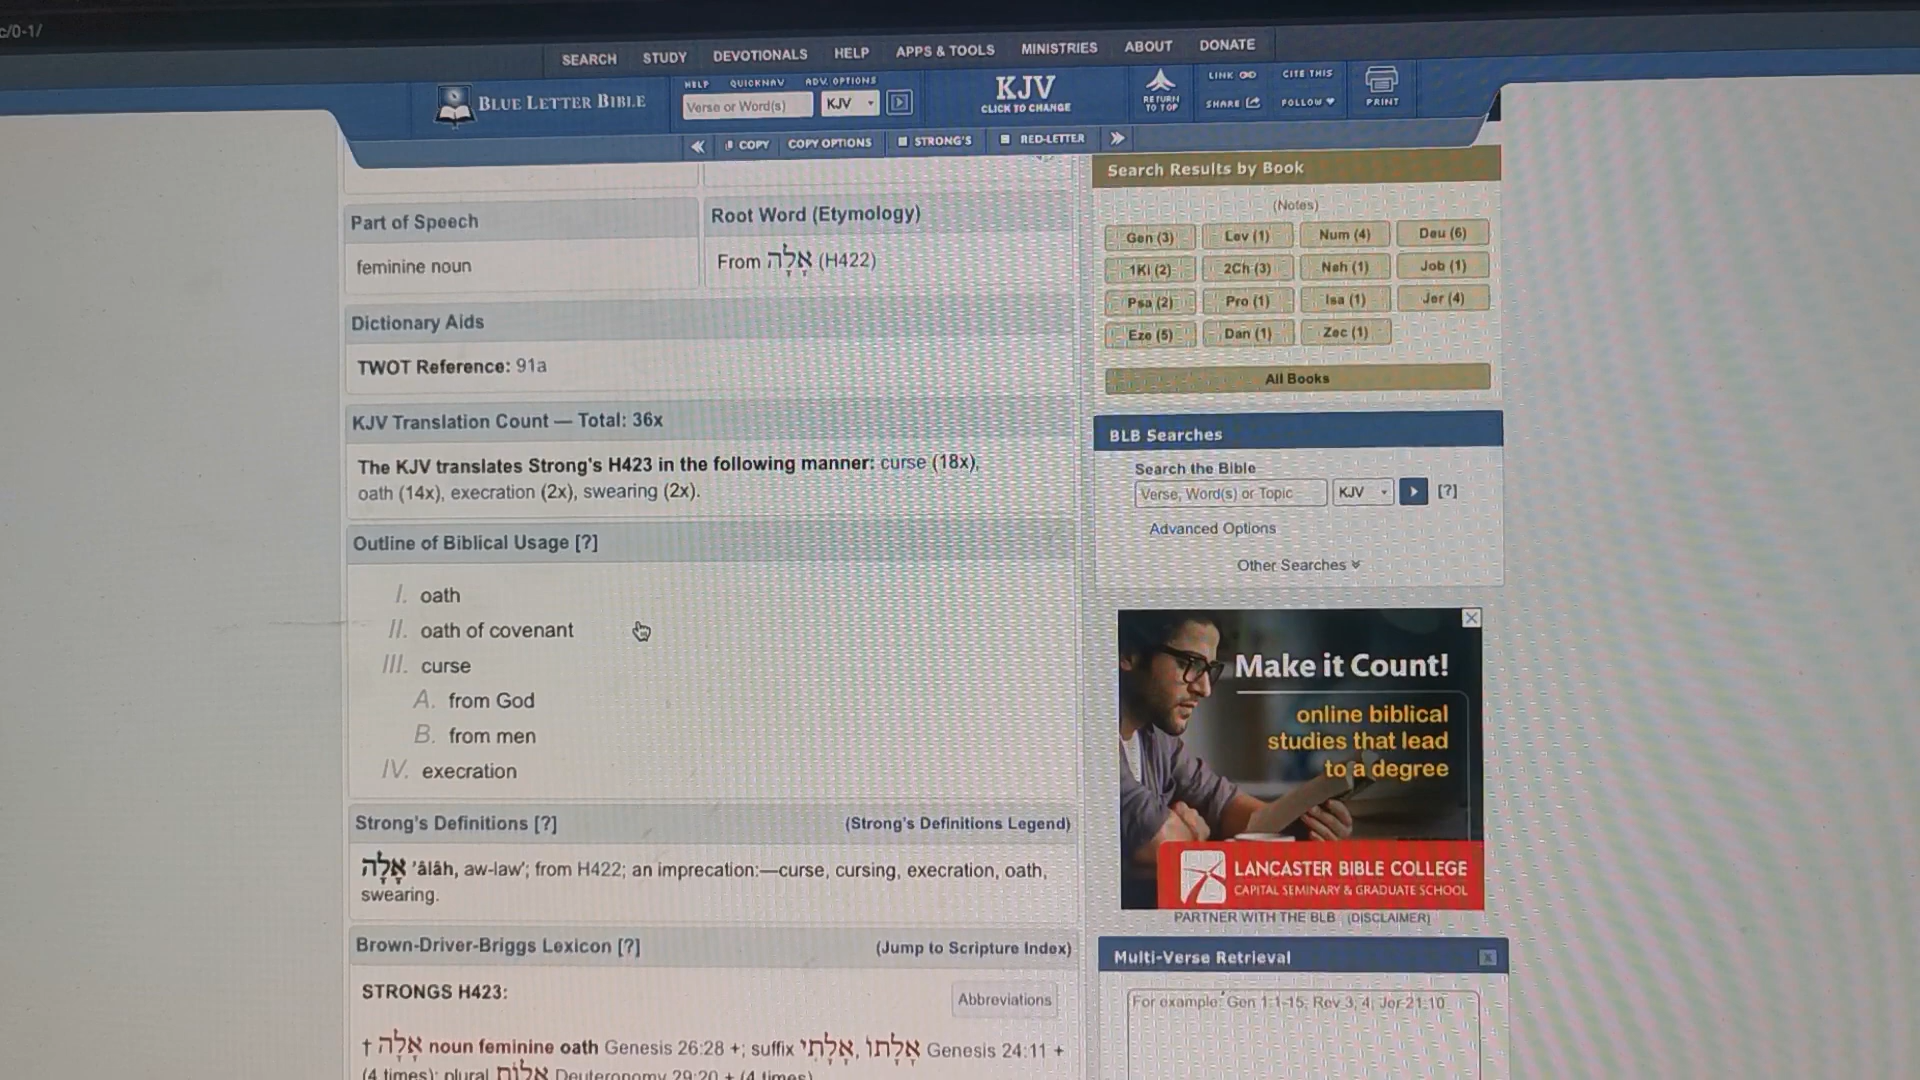 c/0-1/
SEARCH STUDY DEVOTIONALS HELP APPS & TOOLS MINISTRIES ABOUT DONATE
BLUE LETTER BIBLE
HELP QUICKNAV ADV. OPTIONS
Verse or Word(s) KJV
KJV
CLICK TO CHANGE
RETURN
TO TOP
LINK CITE THIS
SHARE FOLLOW
PRINT
COPY COPY OPTIONS STRONG'S RED-LETTER
Part of Speech
feminine noun
Root Word (Etymology)
From אָלָה (H422)
Dictionary Aids
TWOT Reference: 91a
KJV Translation Count — Total: 36x
The KJV translates Strong's H423 in the following manner: curse (18x),
oath (14x), execration (2x), swearing (2x).
Outline of Biblical Usage [?]
I. oath
II. oath of covenant
III. curse
A. from God
B. from men
IV. execration
Strong's Definitions [?] (Strong's Definitions Legend)
אָלָה 'âlâh, aw-law'; from H422; an imprecation:—curse, cursing, execration, oath,
swearing.
Brown-Driver-Briggs Lexicon [?] (Jump to Scripture Index)
STRONGS H423:
Abbreviations
† אָלָה noun feminine oath Genesis 26:28 +; suffix אָלָתִי, אָלָתוֹ Genesis 24:11 +
(4 times); plural אָלוֹת Deuteronomy 29:20 + (4 times)
Search Results by Book
(Notes)
Gen (3) Lev (1) Num (4) Deu (6)
1Ki (2) 2Ch (3) Neh (1) Job (1)
Psa (2) Pro (1) Isa (1) Jer (4)
Eze (5) Dan (1) Zec (1)
All Books
BLB Searches
Search the Bible
Verse, Word(s) or Topic KJV [?]
Advanced Options
Other Searches
Make it Count!
online biblical
studies that lead
to a degree
LANCASTER BIBLE COLLEGE
CAPITAL SEMINARY & GRADUATE SCHOOL
PARTNER WITH THE BLB (DISCLAIMER)
Multi-Verse Retrieval x
For example: Gen 1:1-15; Rev 3, 4; Jer 21:10